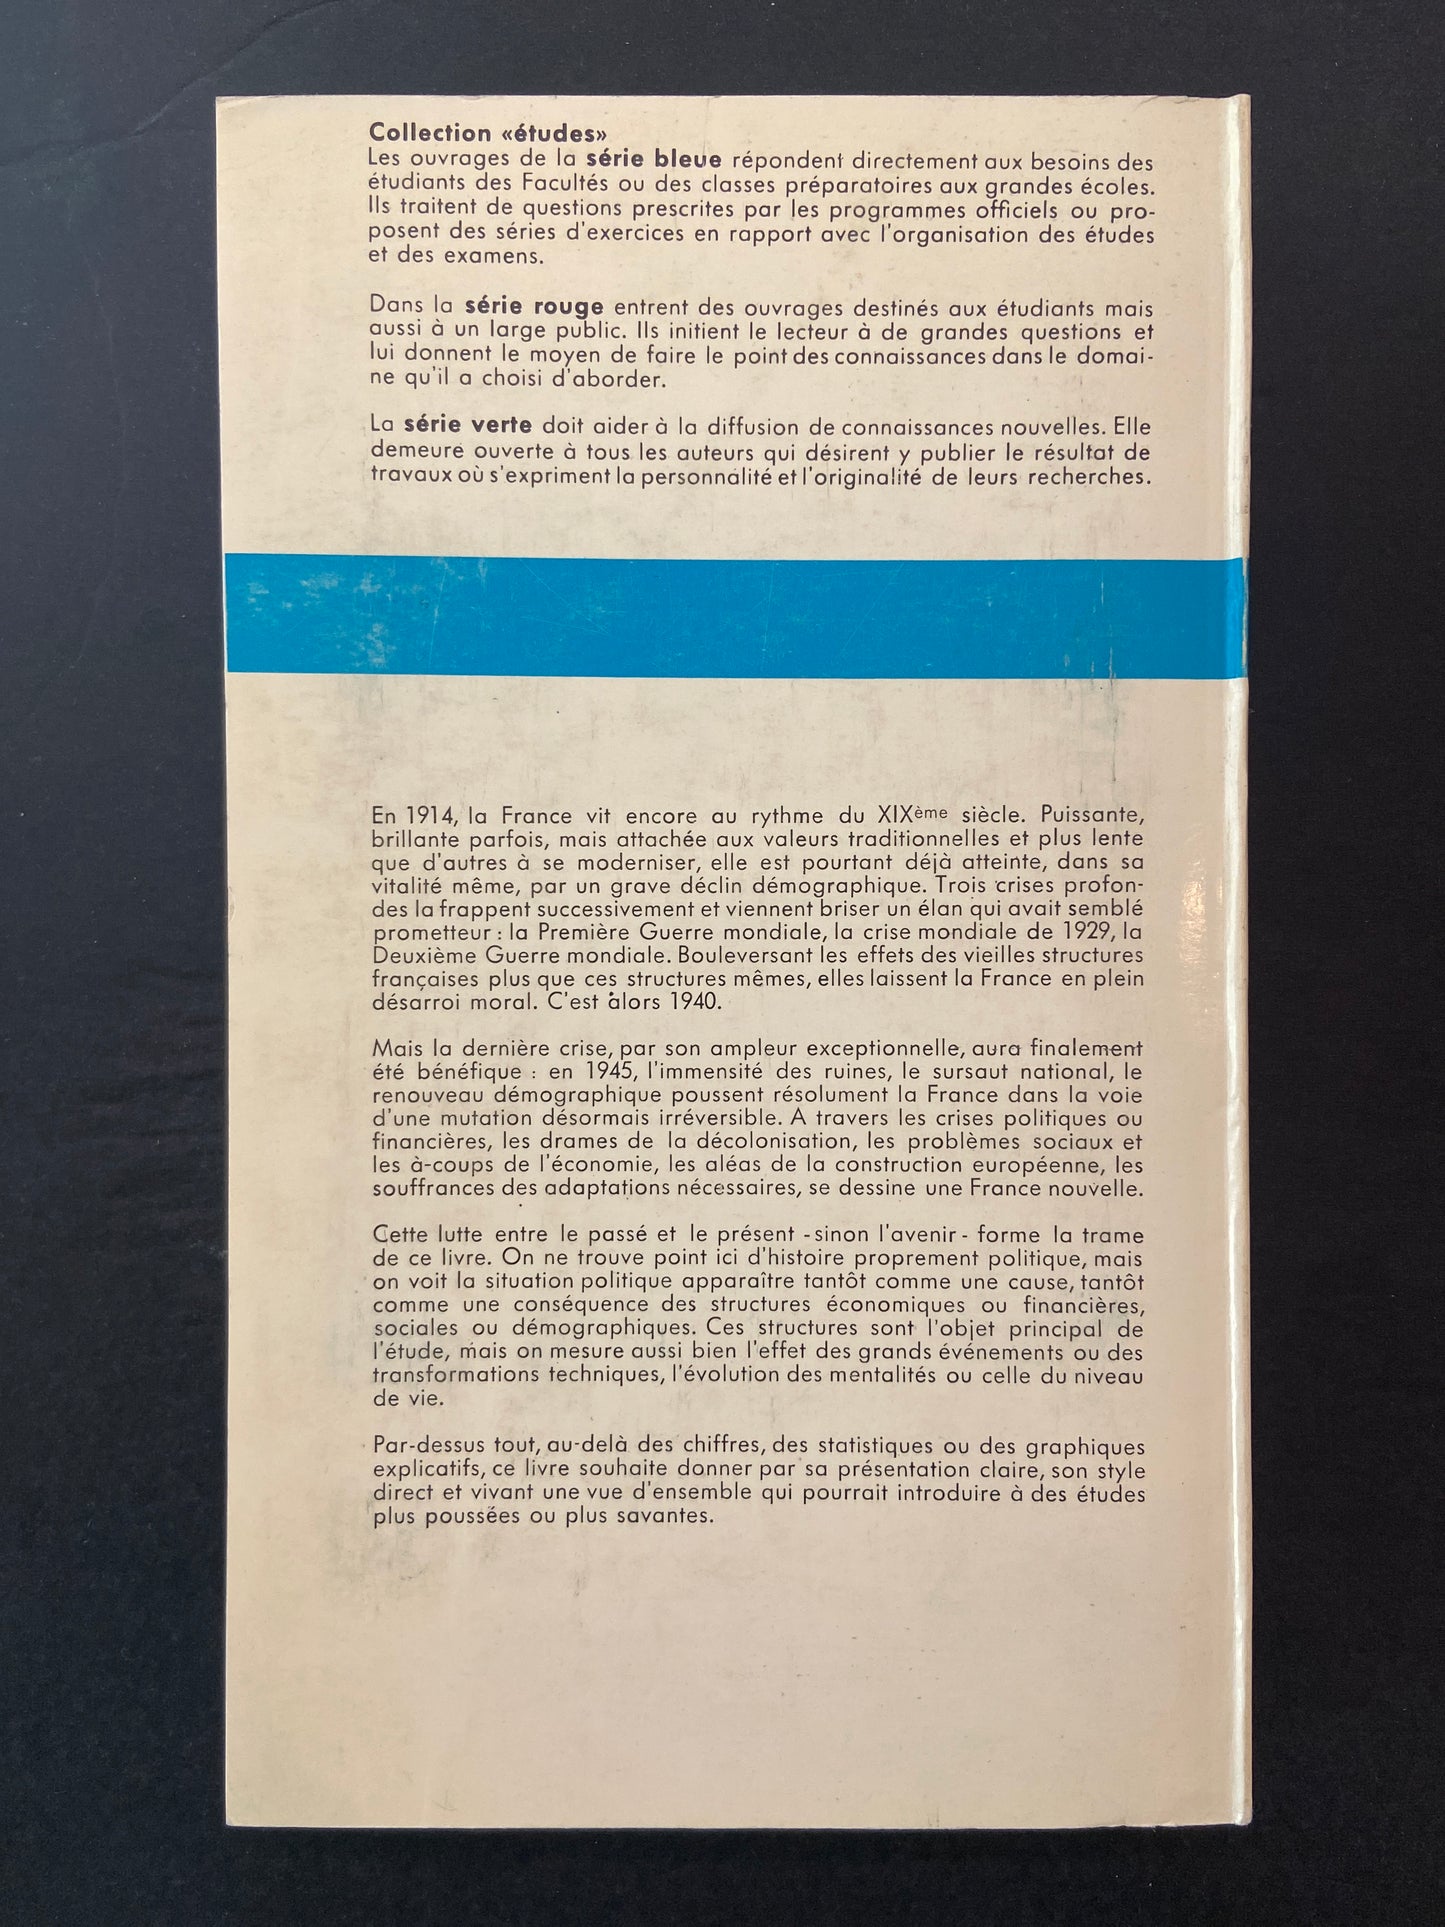 Collection «études»
Les ouvrages de la série bleue répondent directement aux besoins des
étudiants des Facultés ou des classes préparatoires aux grandes écoles.
Ils traitent de questions prescrites par les programmes officiels ou pro-
posent des séries d'exercices en rapport avec l'organisation des études
et des examens.
Dans la série rouge entrent des ouvrages destinés aux étudiants mais
aussi à un large public. Ils initient le lecteur à de grandes questions et
lui donnent le moyen de faire le point des connaissances dans le domai-
ne qu'il a choisi d'aborder.
La série verte doit aider à la diffusion de connaissances nouvelles. Elle
demeure ouverte à tous les auteurs qui désirent y publier le résultat de
travaux où s'expriment la personnalité et l'originalité de leurs recherches.
En 1914, la France vit encore au rythme du XIXème siècle. Puissante,
brillante parfois, mais attachée aux valeurs traditionnelles et plus lente
que d'autres à se moderniser, elle est pourtant déjà atteinte, dans sa
vitalité même, par un grave déclin démographique. Trois crises profon-
des la frappent successivement et viennent briser un élan qui avait semblé
prometteur : la Première Guerre mondiale, la crise mondiale de 1929, la
Deuxième Guerre mondiale. Bouleversant les effets des vieilles structures
françaises plus que ces structures mêmes, elles laissent la France en plein
désarroi moral. C'est alors 1940.
Mais la dernière crise, par son ampleur exceptionnelle, aura finalement
été bénéfique : en 1945, l'immensité des ruines, le sursaut national, le
renouveau démographique poussent résolument la France dans la voie
d'une mutation désormais irréversible. A travers les crises politiques ou
financières, les drames de la décolonisation, les problèmes sociaux et
les à-coups de l'économie, les aléas de la construction européenne, les
souffrances des adaptations nécessaires, se dessine une France nouvelle.
Cette lutte entre le passé et le présent - sinon l'avenir - forme la trame
de ce livre. On ne trouve point ici d'histoire proprement politique, mais
on voit la situation politique apparaître tantôt comme une cause, tantôt
comme une conséquence des structures économiques ou financières,
sociales ou démographiques. Ces structures sont l'objet principal de
l'étude, mais on mesure aussi bien l'effet des grands événements ou des
transformations techniques, l'évolution des mentalités ou celle du niveau
de vie.
Par-dessus tout, au-delà des chiffres, des statistiques ou des graphiques
explicatifs, ce livre souhaite donner par sa présentation claire, son style
direct et vivant une vue d'ensemble qui pourrait introduire à des études
plus poussées ou plus savantes.